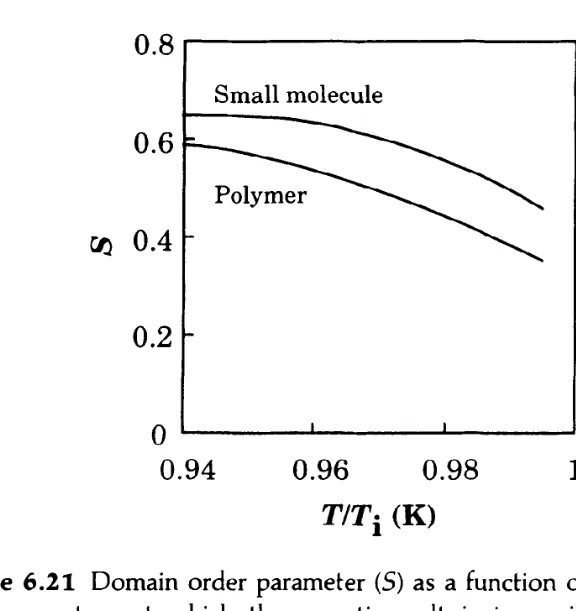 0.8
Small molecule
0.6
Polymer
S
0.4
0.2
0
0.94 0.96 0.98 1
T/Ti (K)
e 6.21 Domain order parameter (S) as a function o